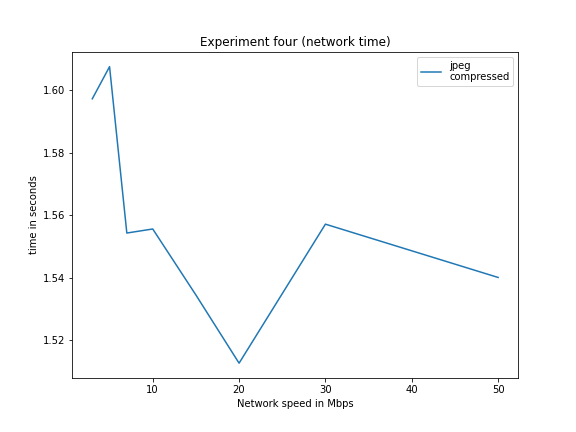 Experiment four (network time)
jpeg
compressed
time in seconds
1.60
1.58
1.56
1.54
1.52
10 20 30 40 50
Network speed in Mbps